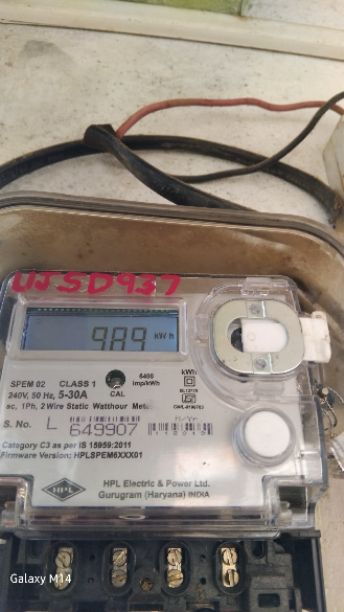 UJSD937
989 kWh
SPEM 02 CLASS 1
240V, 50 Hz, 5-30A
CAL
6400
imp/kWh
kWh
ac, 1Ph, 2 Wire Static Watthour Mete
S. No. L 649907
Category C3 as per IS 15959:2011
Firmware Version: HPLSPEM6XXX01
HPL
HPL Electric & Power Ltd.
Gurugram (Haryana) INDIA
Galaxy M14